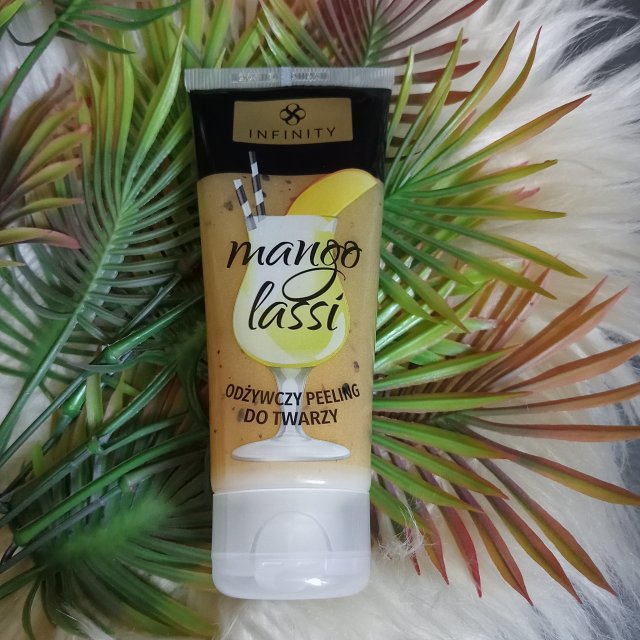 INFINITY
mango
lassi
ODŻYWCZY PEELING
DO TWARZY